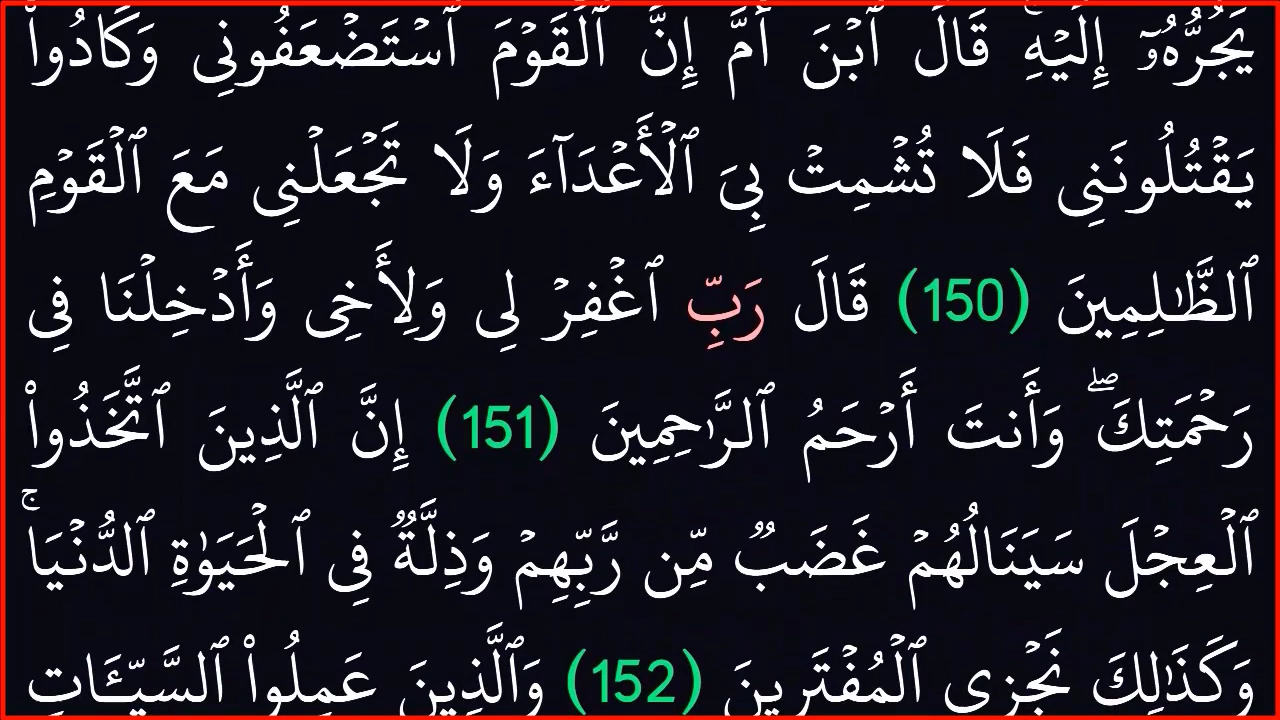 يَجُرُّهُۥٓ إِلَيْهِ ۚ قَالَ ٱبْنَ أُمَّ إِنَّ ٱلْقَوْمَ ٱسْتَضْعَفُونِى وَكَادُوا۟
يَقْتُلُونَنِى فَلَا تُشْمِتْ بِىَ ٱلْأَعْدَآءَ وَلَا تَجْعَلْنِى مَعَ ٱلْقَوْمِ
ٱلظَّـٰلِمِينَ (150) قَالَ رَبِّ ٱغْفِرْ لِى وَلِأَخِى وَأَدْخِلْنَا فِى
رَحْمَتِكَ ۖ وَأَنتَ أَرْحَمُ ٱلرَّٰحِمِينَ (151) إِنَّ ٱلَّذِينَ ٱتَّخَذُوا۟
ٱلْعِجْلَ سَيَنَالُهُمْ غَضَبٌ مِّن رَّبِّهِمْ وَذِلَّةٌ فِى ٱلْحَيَوٰةِ ٱلدُّنْيَا ۚ
وَكَذَٰلِكَ نَجْزِى ٱلْمُفْتَرِينَ (152) وَٱلَّذِينَ عَمِلُوا۟ ٱلسَّيِّـَٔاتِ